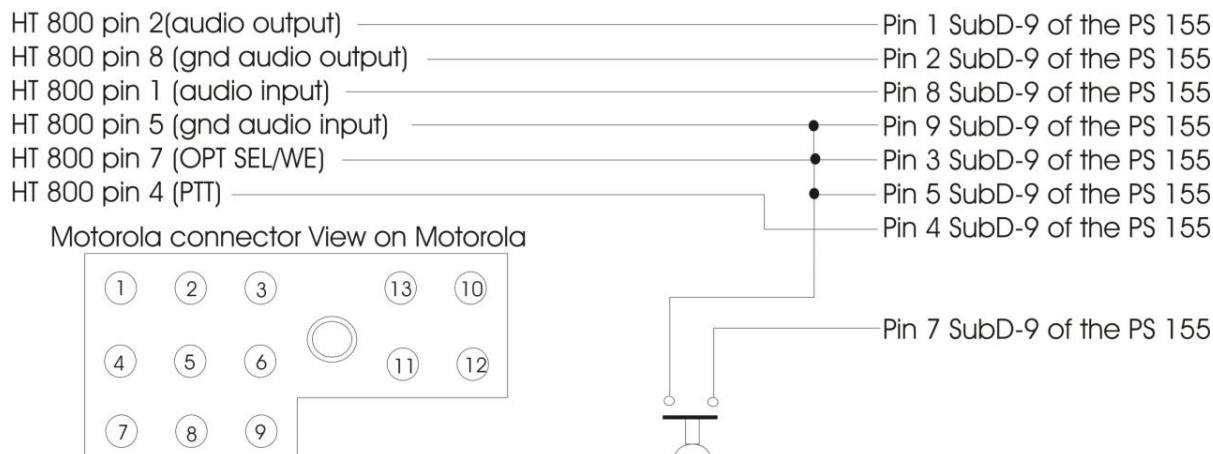 HT 800 pin 2(audio output) Pin 1 SubD-9 of the PS 155
HT 800 pin 8 (gnd audio output) Pin 2 SubD-9 of the PS 155
HT 800 pin 1 (audio input) Pin 8 SubD-9 of the PS 155
HT 800 pin 5 (gnd audio input) Pin 9 SubD-9 of the PS 155
HT 800 pin 7 (OPT SEL/WE) Pin 3 SubD-9 of the PS 155
HT 800 pin 4 (PTT) Pin 5 SubD-9 of the PS 155
Pin 4 SubD-9 of the PS 155
Motorola connector View on Motorola
1 2 3 13 10
Pin 7 SubD-9 of the PS 155
4 5 6 11 12
7 8 9